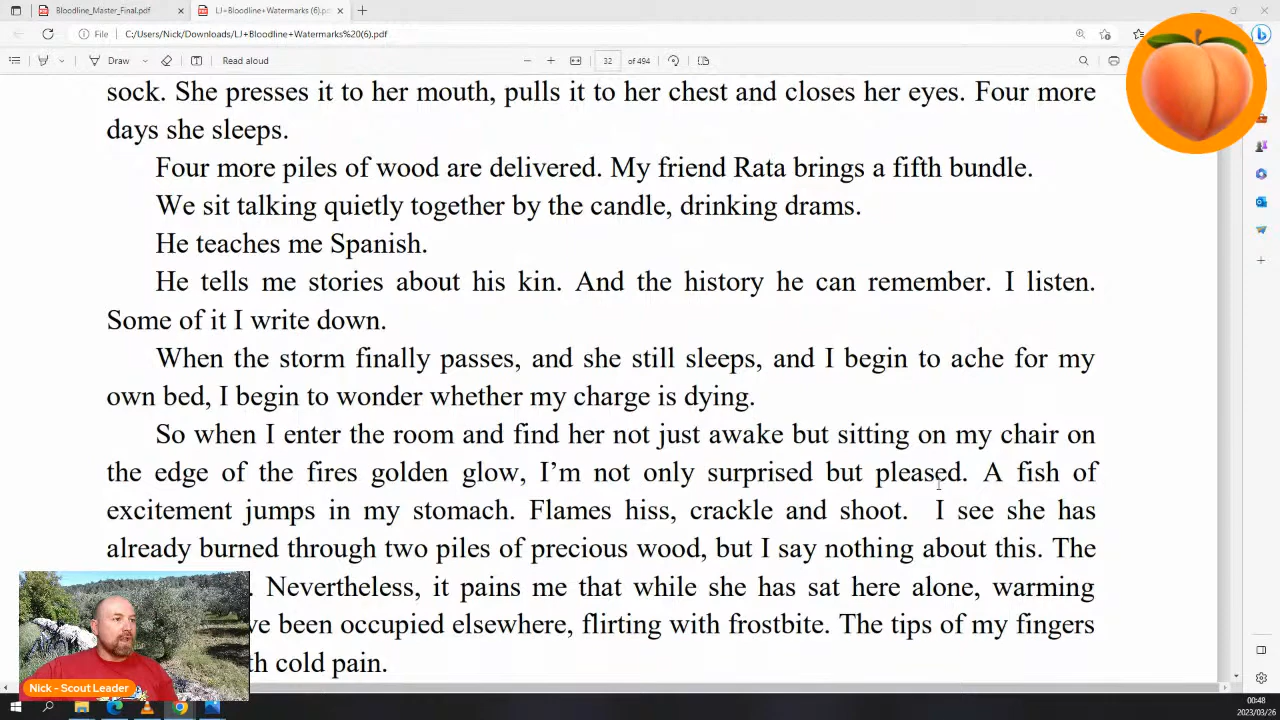 Bloodline_Master_Final.pdf
LJ+Bloodline+Watermarks (6).pdf
File C:/Users/Nick/Downloads/LJ+Bloodline+Watermarks%20(6).pdf
Draw Read aloud 32 of 494
sock. She presses it to her mouth, pulls it to her chest and closes her eyes. Four more
days she sleeps.
Four more piles of wood are delivered. My friend Rata brings a fifth bundle.
We sit talking quietly together by the candle, drinking drams.
He teaches me Spanish.
He tells me stories about his kin. And the history he can remember. I listen.
Some of it I write down.
When the storm finally passes, and she still sleeps, and I begin to ache for my
own bed, I begin to wonder whether my charge is dying.
So when I enter the room and find her not just awake but sitting on my chair on
the edge of the fires golden glow, I'm not only surprised but pleased. A fish of
excitement jumps in my stomach. Flames hiss, crackle and shoot. I see she has
already burned through two piles of precious wood, but I say nothing about this. The
. Nevertheless, it pains me that while she has sat here alone, warming
ve been occupied elsewhere, flirting with frostbite. The tips of my fingers
th cold pain.
Nick - Scout Leader
00:48
2023/03/26